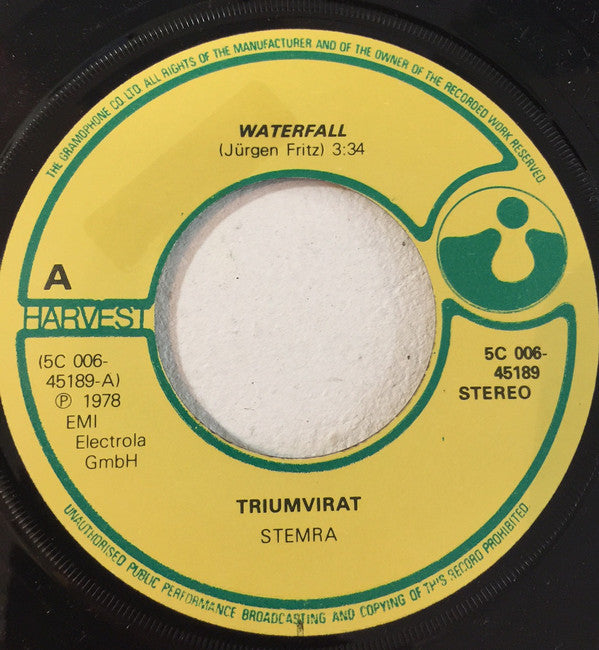 THE GRAMOPHONE CO. LTD. ALL RIGHTS OF THE MANUFACTURER AND OF THE OWNER OF THE RECORDED WORK RESERVED
WATERFALL
(Jürgen Fritz) 3:34
A
HARVEST
(5C 006-
45189-A)
Ⓟ 1978
EMI
Electrola
GmbH
5C 006-
45189
STEREO
TRIUMVIRAT
STEMRA
UNAUTHORISED PUBLIC PERFORMANCE BROADCASTING AND COPYING OF THIS RECORD PROHIBITED